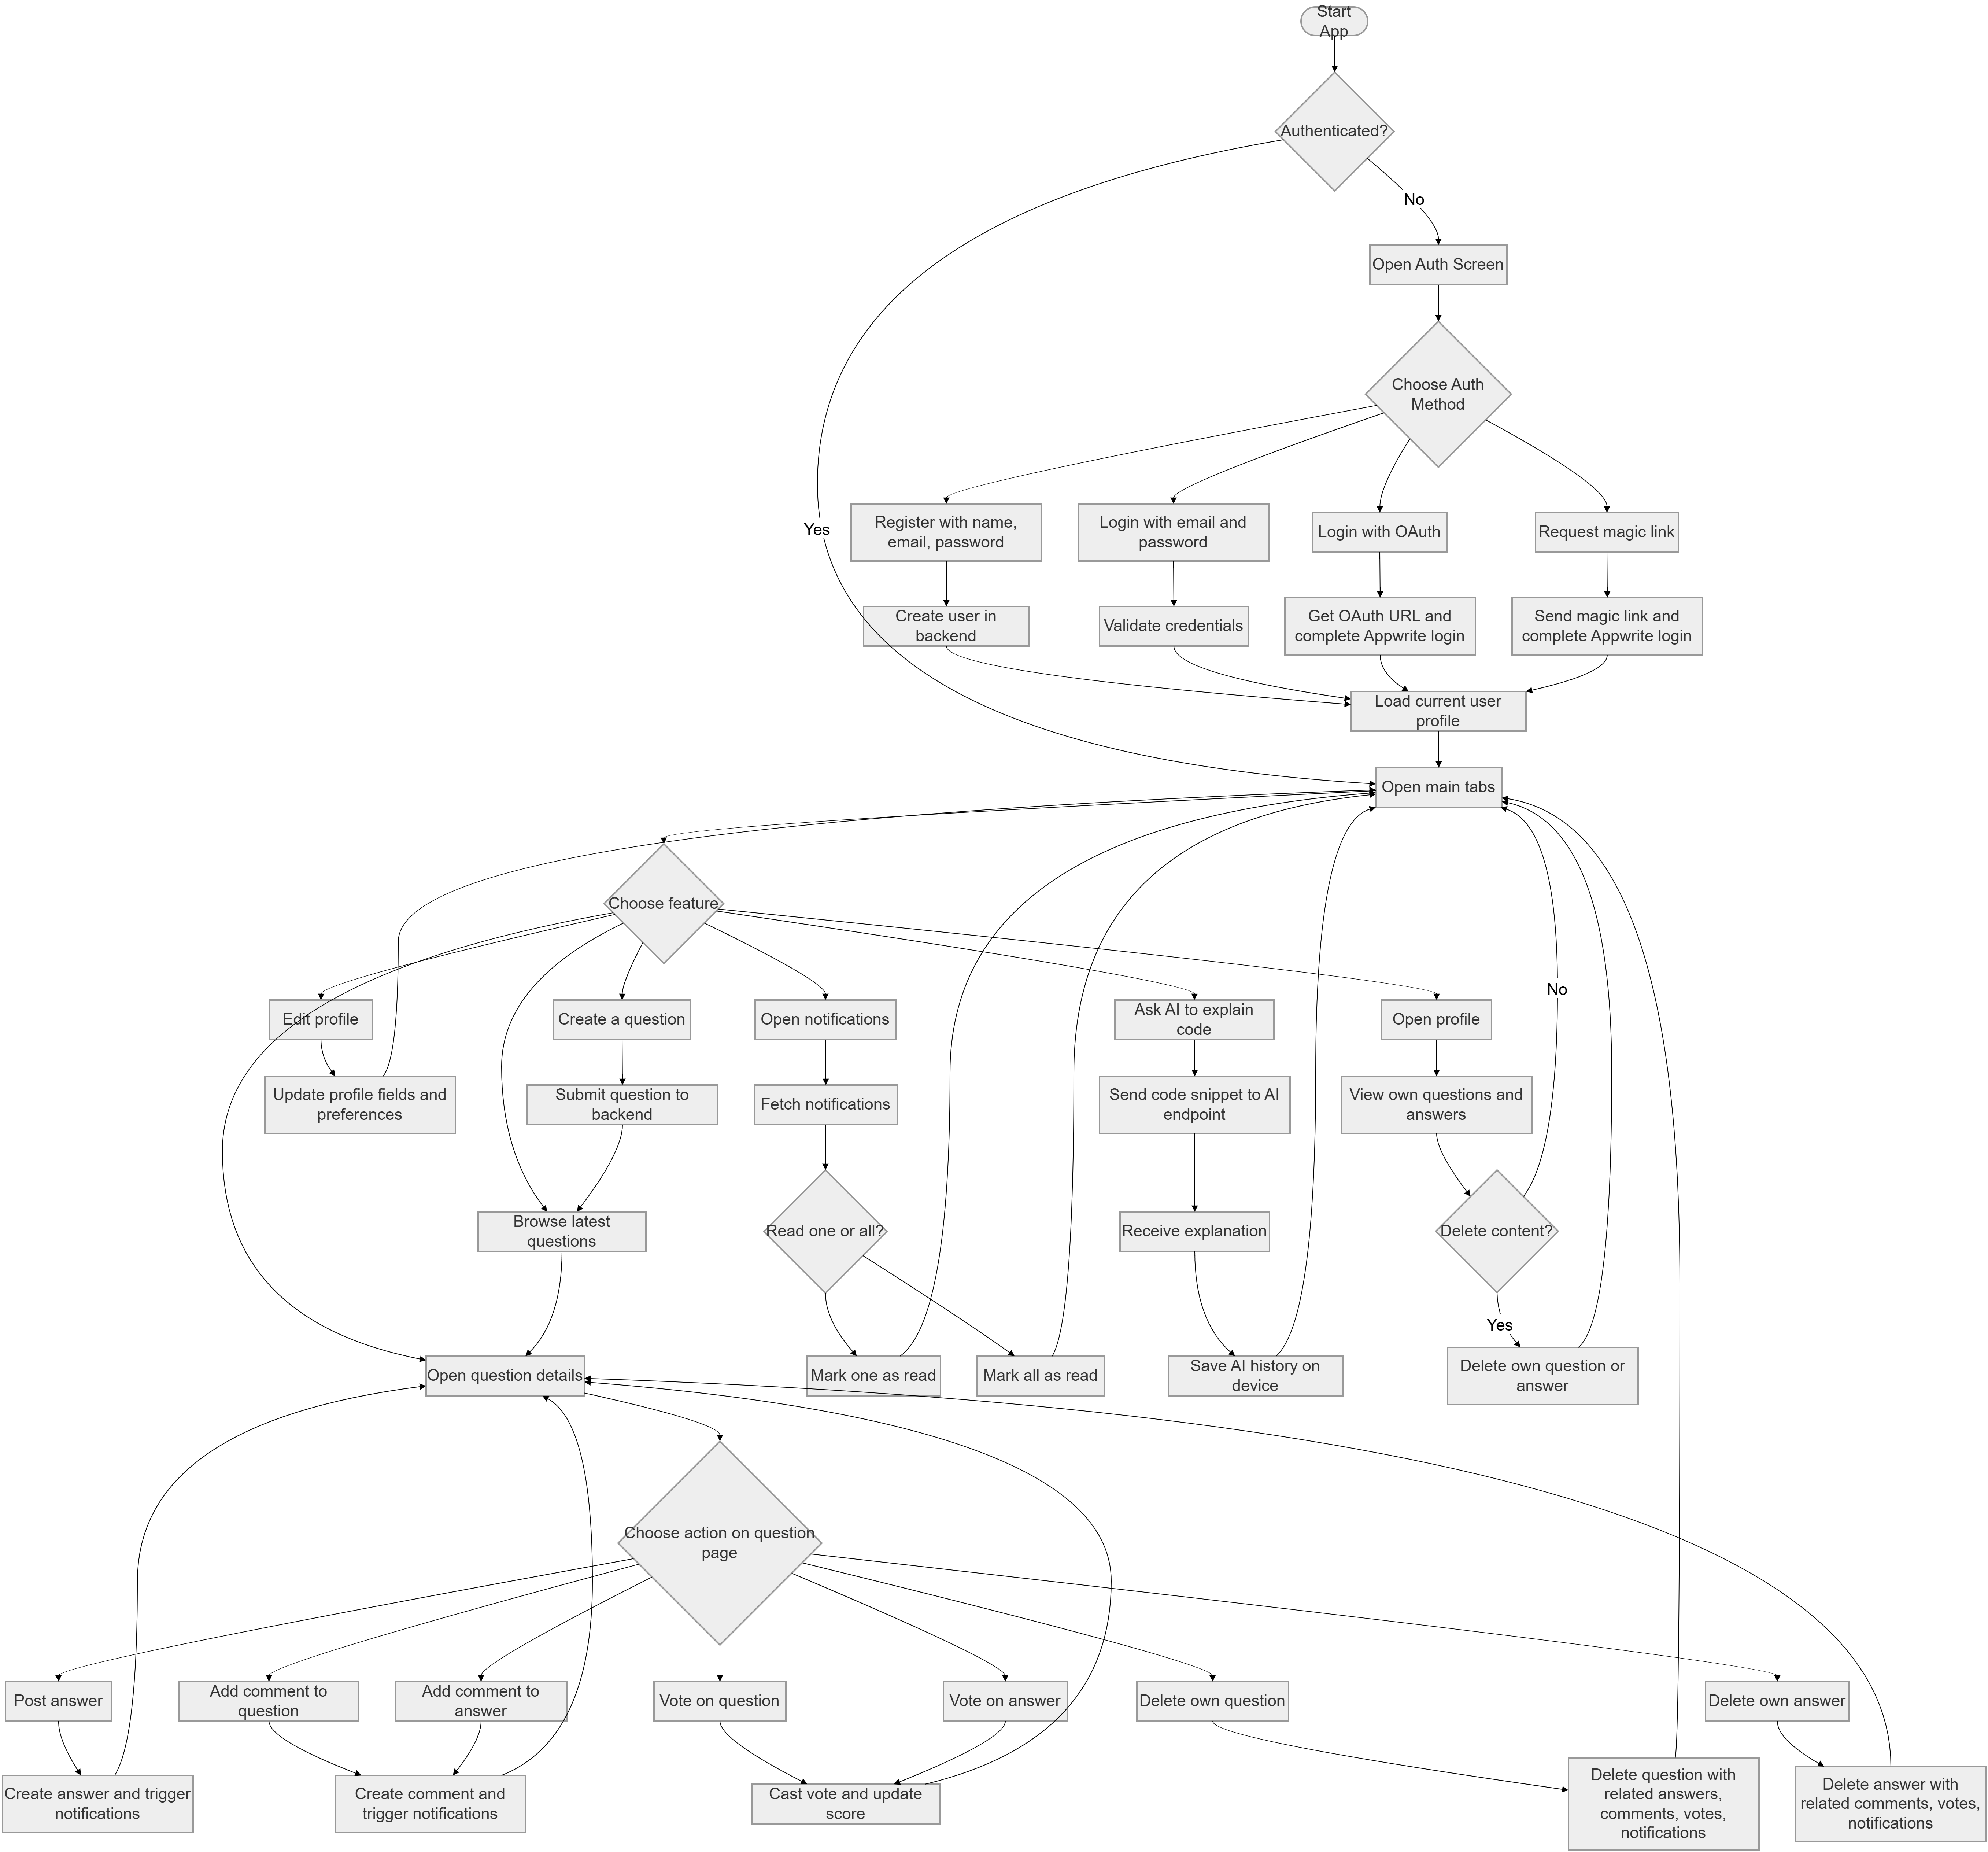 Start
App
Authenticated?
No
Open Auth Screen
Choose Auth
Method
Yes
Register with name,
email, password
Login with email and
password
Login with OAuth
Request magic link
Create user in
backend
Validate credentials
Get OAuth URL and
complete Appwrite login
Send magic link and
complete Appwrite login
Load current user
profile
Open main tabs
Choose feature
No
Edit profile
Create a question
Open notifications
Ask AI to explain
code
Open profile
Update profile fields and
preferences
Submit question to
backend
Fetch notifications
Send code snippet to AI
endpoint
View own questions and
answers
Browse latest
questions
Read one or all?
Receive explanation
Delete content?
Yes
Open question details
Mark one as read
Mark all as read
Save AI history on
device
Delete own question or
answer
Choose action on question
page
Post answer
Add comment to
question
Add comment to
answer
Vote on question
Vote on answer
Delete own question
Delete own answer
Create answer and trigger
notifications
Create comment and
trigger notifications
Cast vote and update
score
Delete question with
related answers,
comments, votes,
notifications
Delete answer with
related comments, votes,
notifications